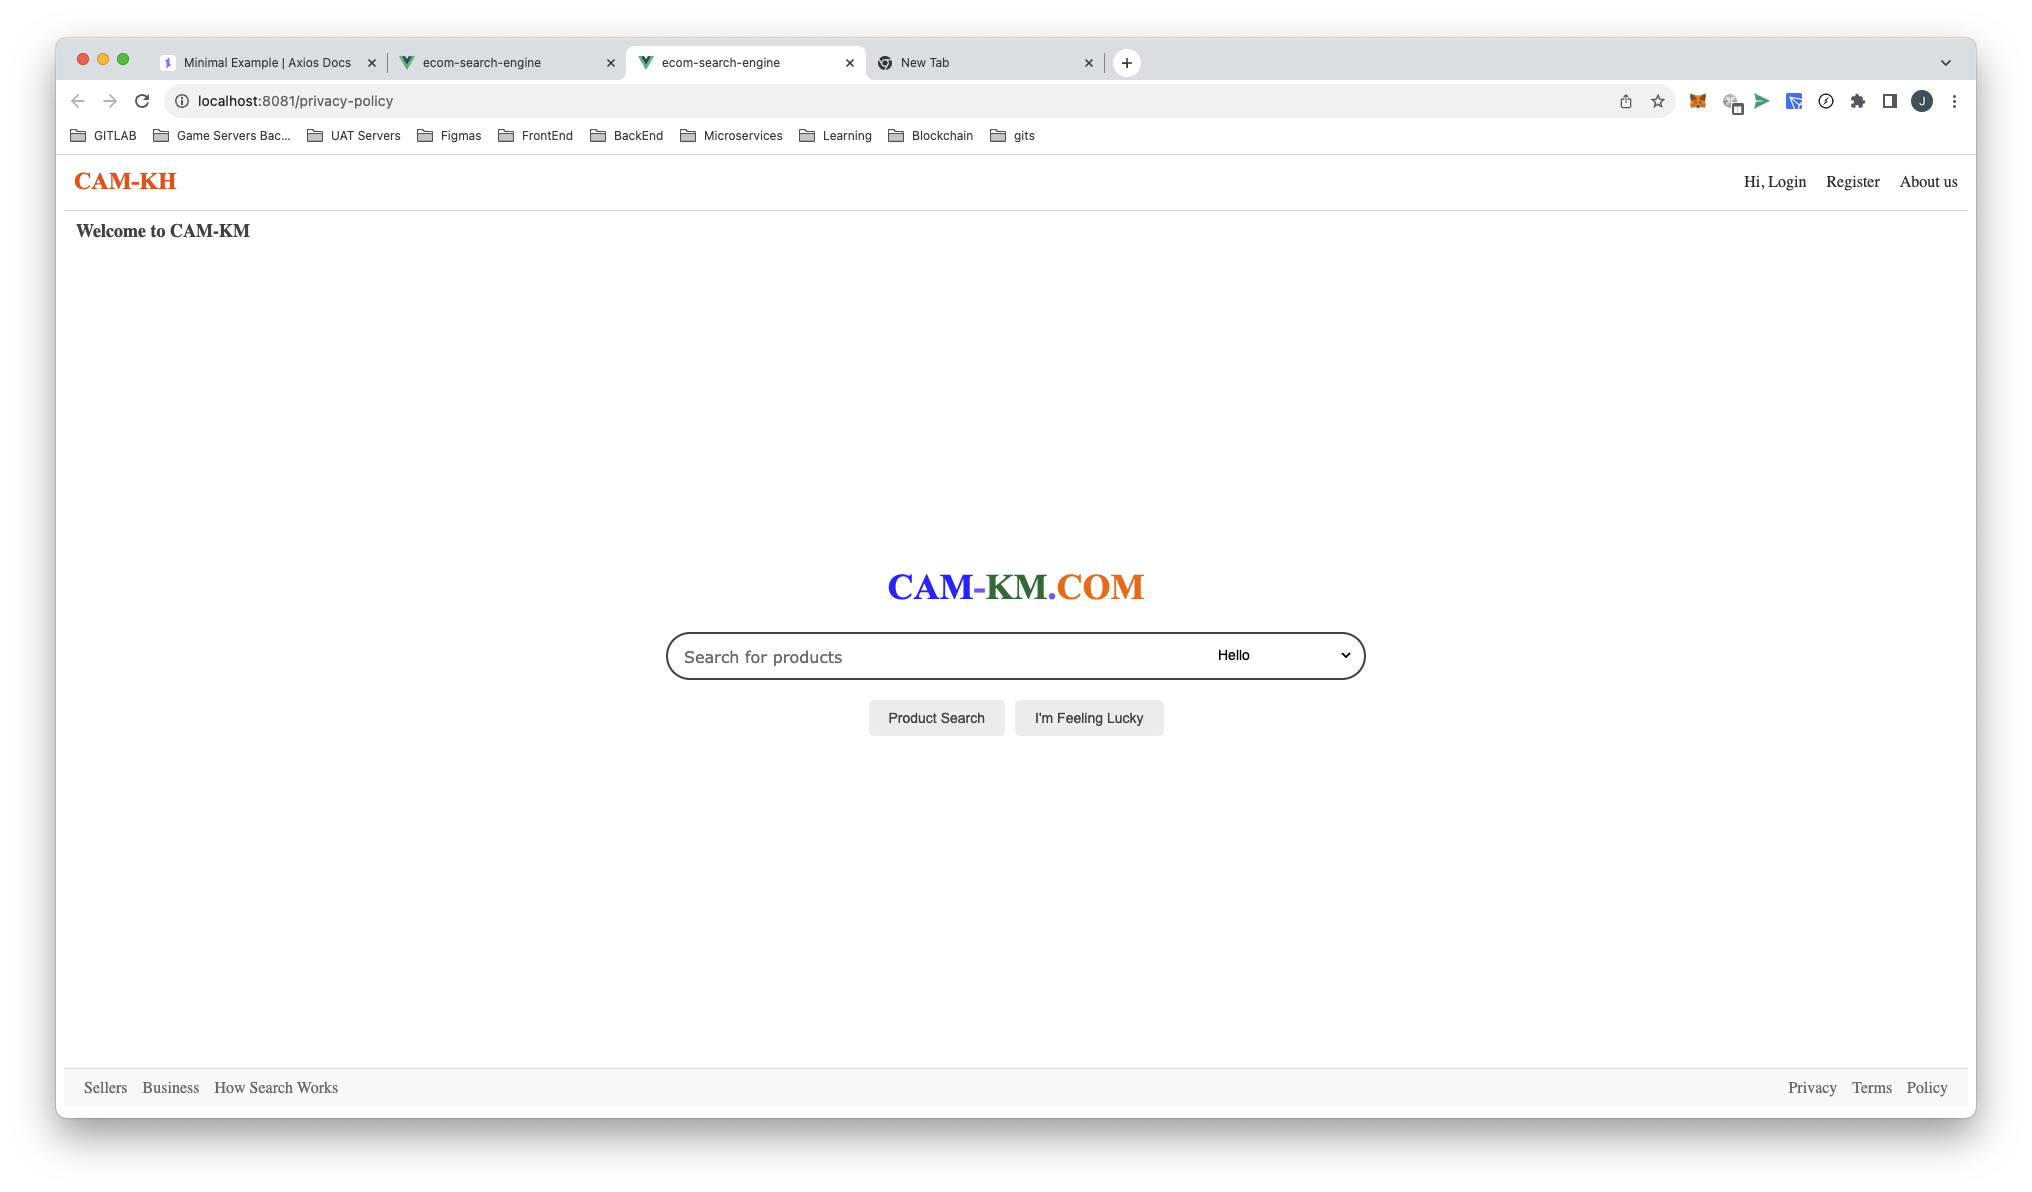 Minimal Example | Axios Docs ecom-search-engine ecom-search-engine New Tab
localhost:8081/privacy-policy J
GITLAB Game Servers Bac... UAT Servers Figmas FrontEnd BackEnd Microservices Learning Blockchain gits
CAM-KH Hi, Login Register About us
Welcome to CAM-KM
CAM-KM.COM
Search for products Hello
Product Search I'm Feeling Lucky
Sellers Business How Search Works Privacy Terms Policy